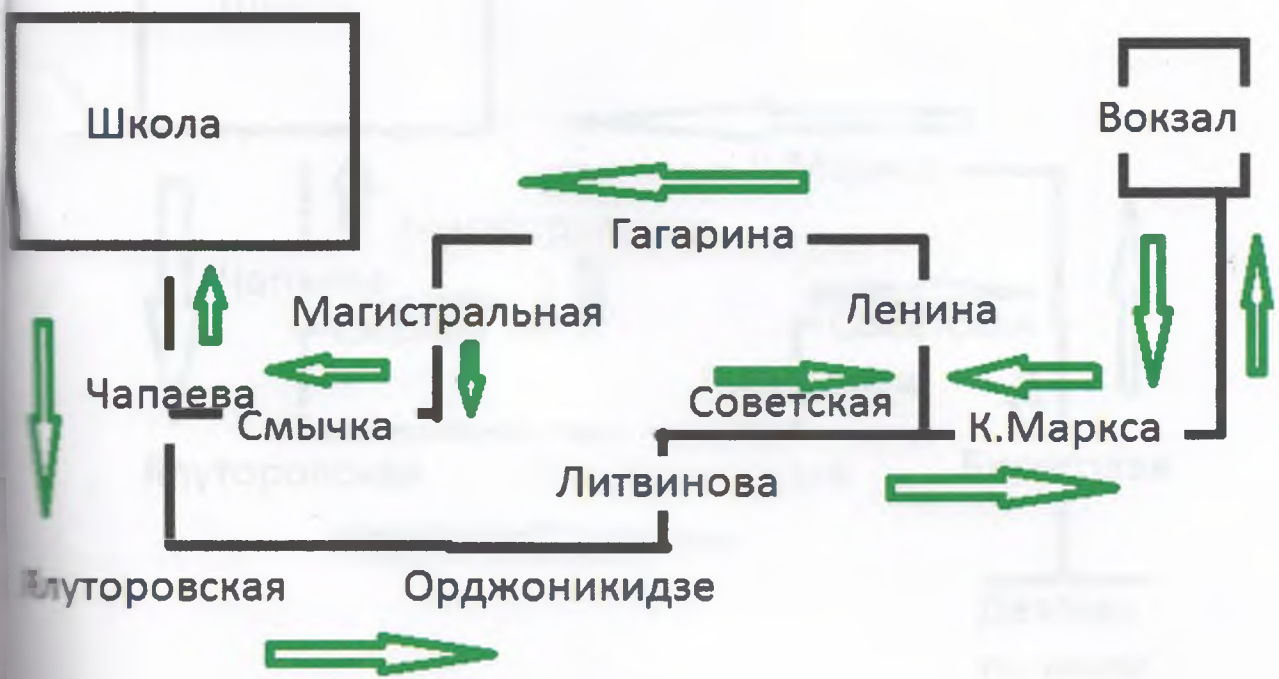 Школа
Вокзал
Гагарина
Магистральная
Ленина
Чапаева
Смычка
Советская
К.Маркса
Литвинова
Орджоникидзе